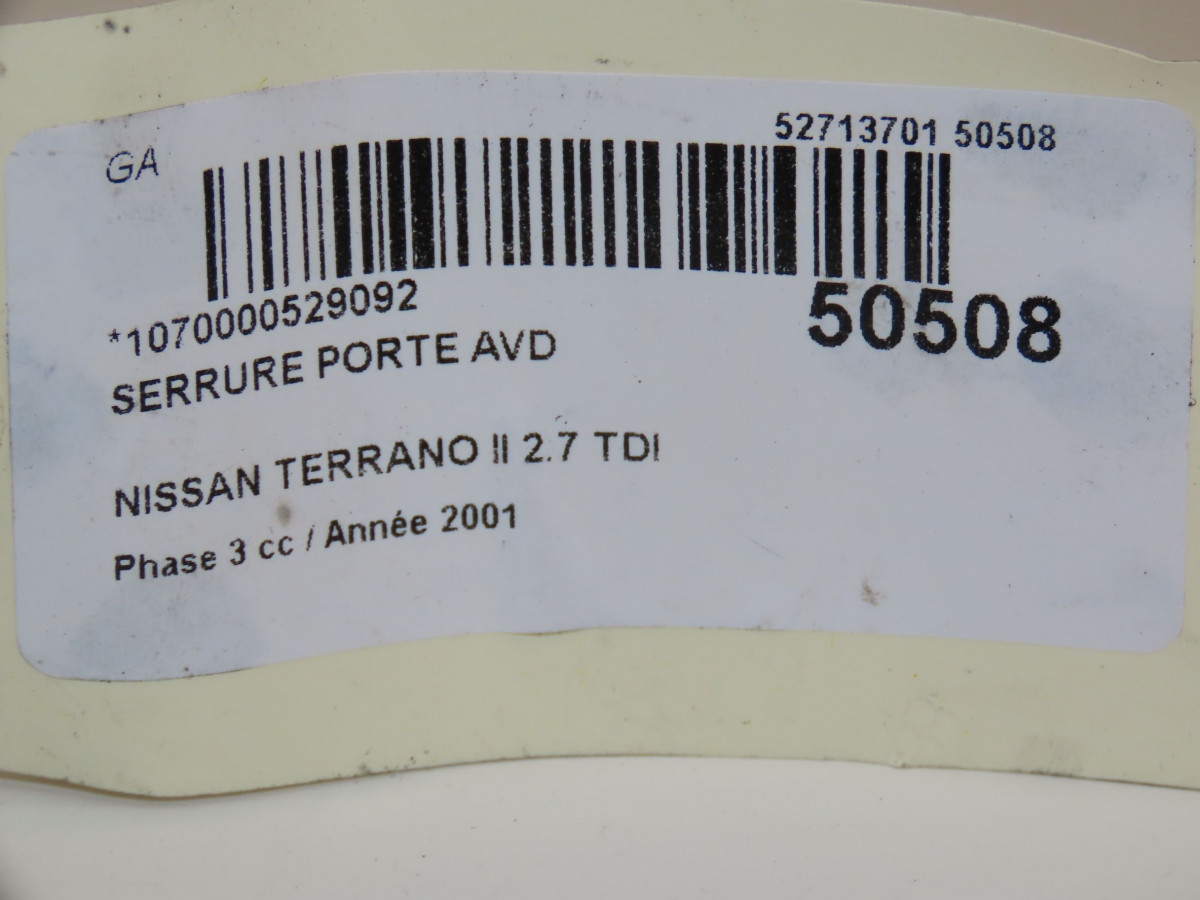 52713701 50508
GA
*1070000529092
50508
SERRURE PORTE AVD
NISSAN TERRANO II 2.7 TDI
Phase 3 cc / Année 2001